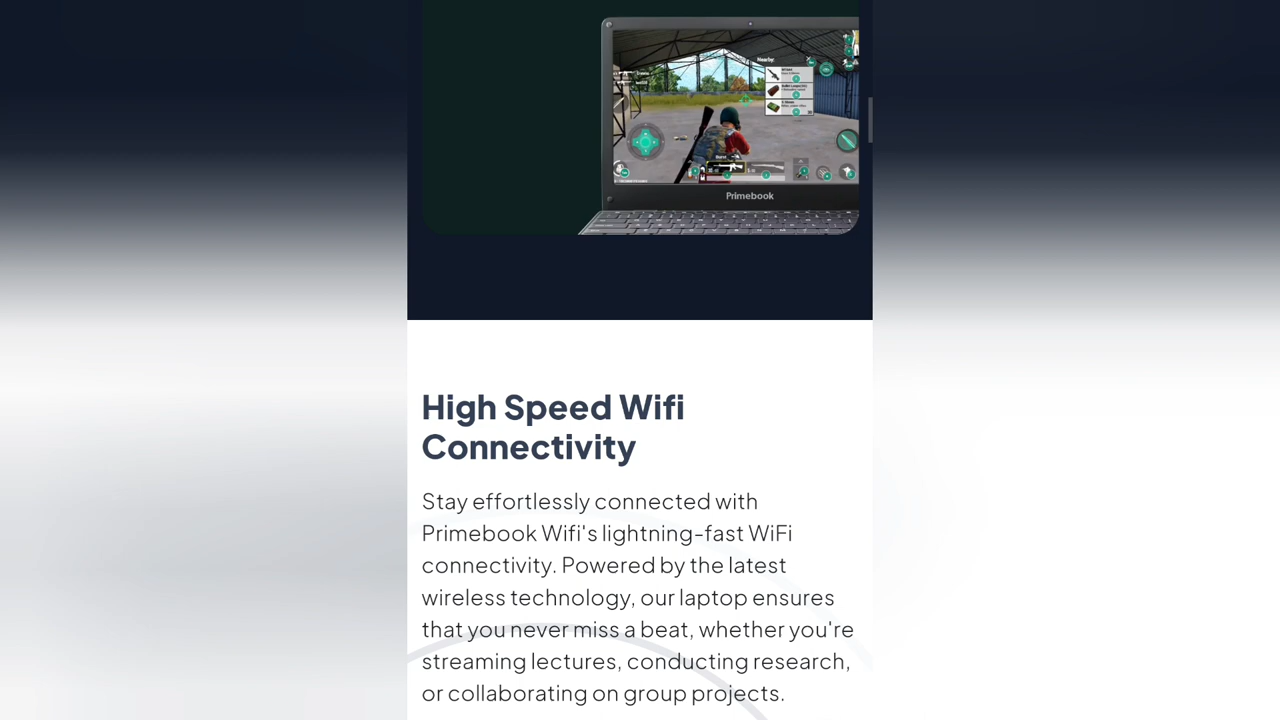 Nearby:
Primebook
High Speed Wifi
Connectivity
Stay effortlessly connected with
Primebook Wifi's lightning-fast WiFi
connectivity. Powered by the latest
wireless technology, our laptop ensures
that you never miss a beat, whether you're
streaming lectures, conducting research,
or collaborating on group projects.